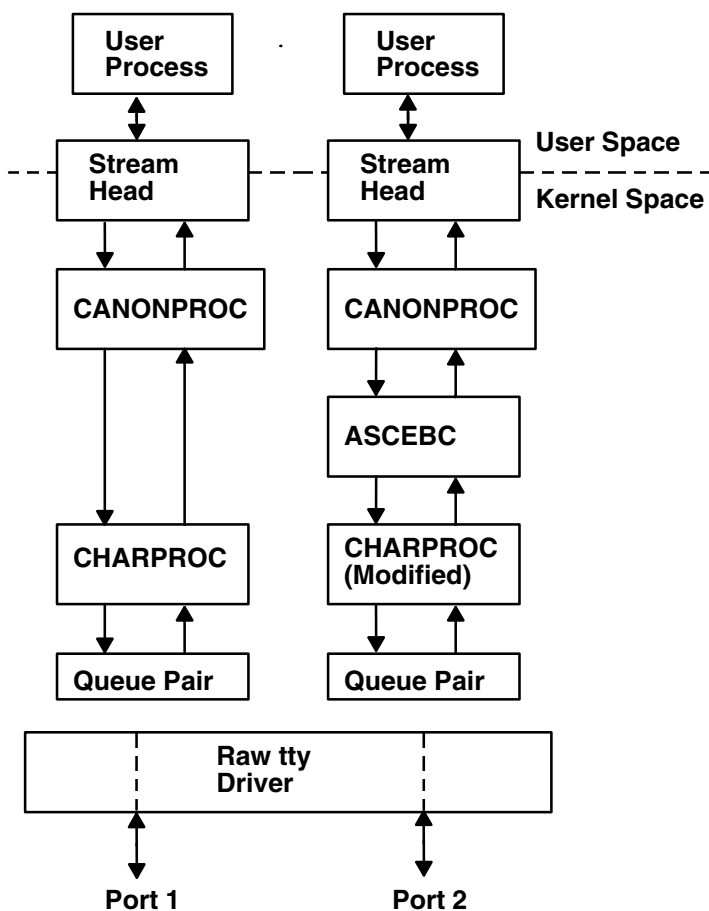 User
Process
User
Process
Stream
Head
Stream
Head
User Space
Kernel Space
CANONPROC
CANONPROC
ASCEBC
CHARPROC
CHARPROC
(Modified)
Queue Pair
Queue Pair
Raw tty
Driver
Port 1
Port 2